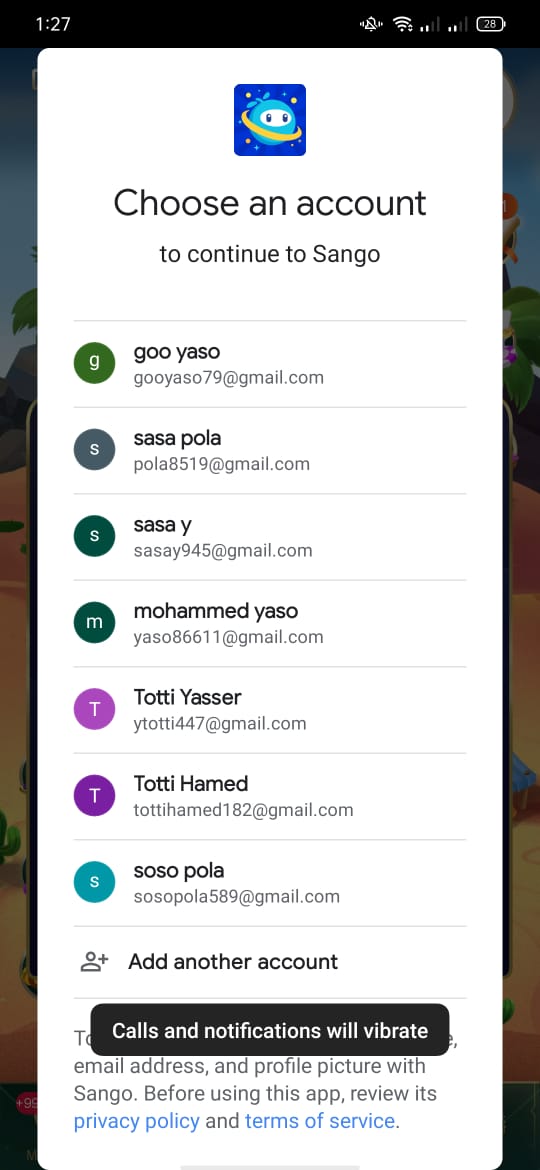 1:27
28
Choose an account
to continue to Sango
g
goo yaso
gooyaso79@gmail.com
s
sasa pola
pola8519@gmail.com
s
sasa y
sasay945@gmail.com
m
mohammed yaso
yaso86611@gmail.com
T
Totti Yasser
ytotti447@gmail.com
T
Totti Hamed
tottihamed182@gmail.com
s
soso pola
sosopola589@gmail.com
Add another account
Calls and notifications will vibrate
email address, and profile picture with
Sango. Before using this app, review its
privacy policy and terms of service.